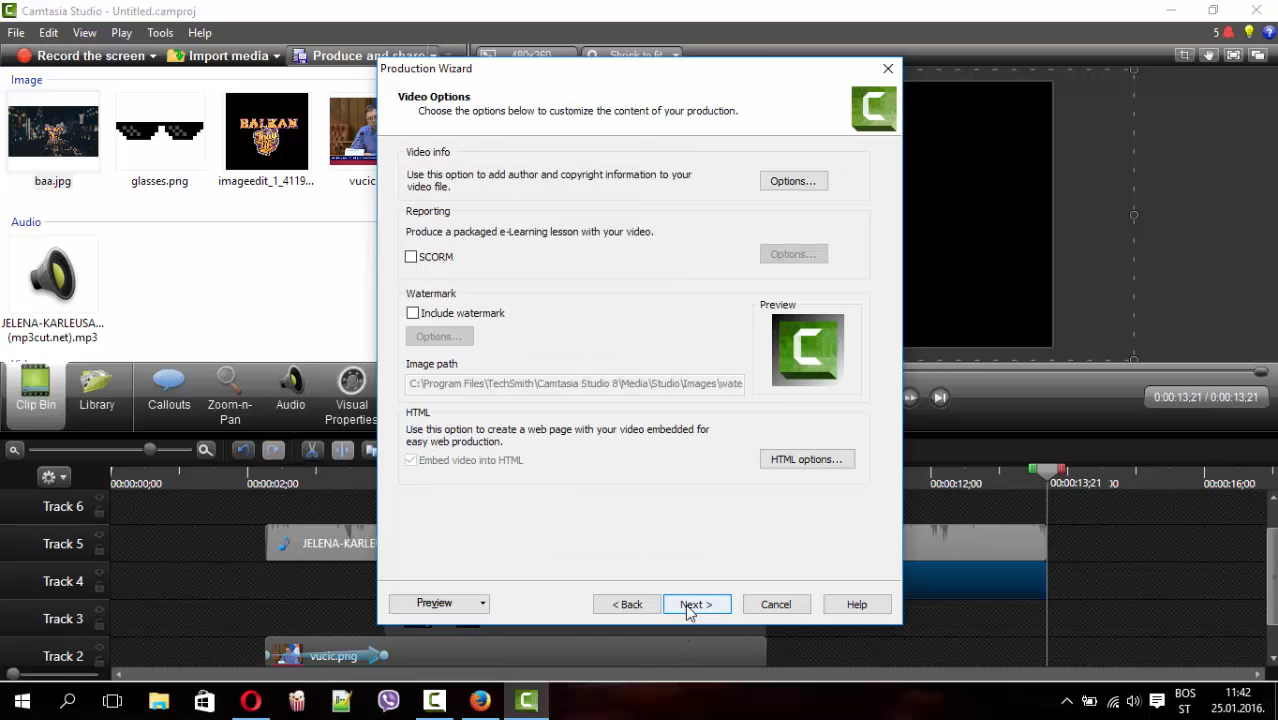 Camtasia Studio - Untitled.camproj
File Edit View Play Tools Help
5
Record the screen Import media Produce and share 480x360 Shrink to fit
Production Wizard
Image
Video Options
Choose the options below to customize the content of your production.
BALKAN
baa.jpg glasses.png imageedit_1_4119... vucic
Video info
Use this option to add author and copyright information to your
video file.
Options...
Reporting
Produce a packaged e-Learning lesson with your video.
SCORM
Options...
Audio
JELENA-KARLEUSA...
(mp3cut.net).mp3
Watermark
Include watermark
Options...
Preview
Image path
C:\Program Files\TechSmith\Camtasia Studio 8\Media\Studio\Images\wate
HTML
Use this option to create a web page with your video embedded for
easy web production.
Embed video into HTML
HTML options...
Clip Bin Library Callouts Zoom-n-
Pan Audio Visual
Properties
0:00:13;21 / 0:00:13;21
00:00:00;00 00:00:02;00 00:00:12;00 00:00:13;21 00:00:16;00
Track 6
Track 5 JELENA-KARLE
Track 4
Track 3
Track 2 vucic.png
Preview < Back Next > Cancel Help
BOS
ST
11:42
25.01.2016.